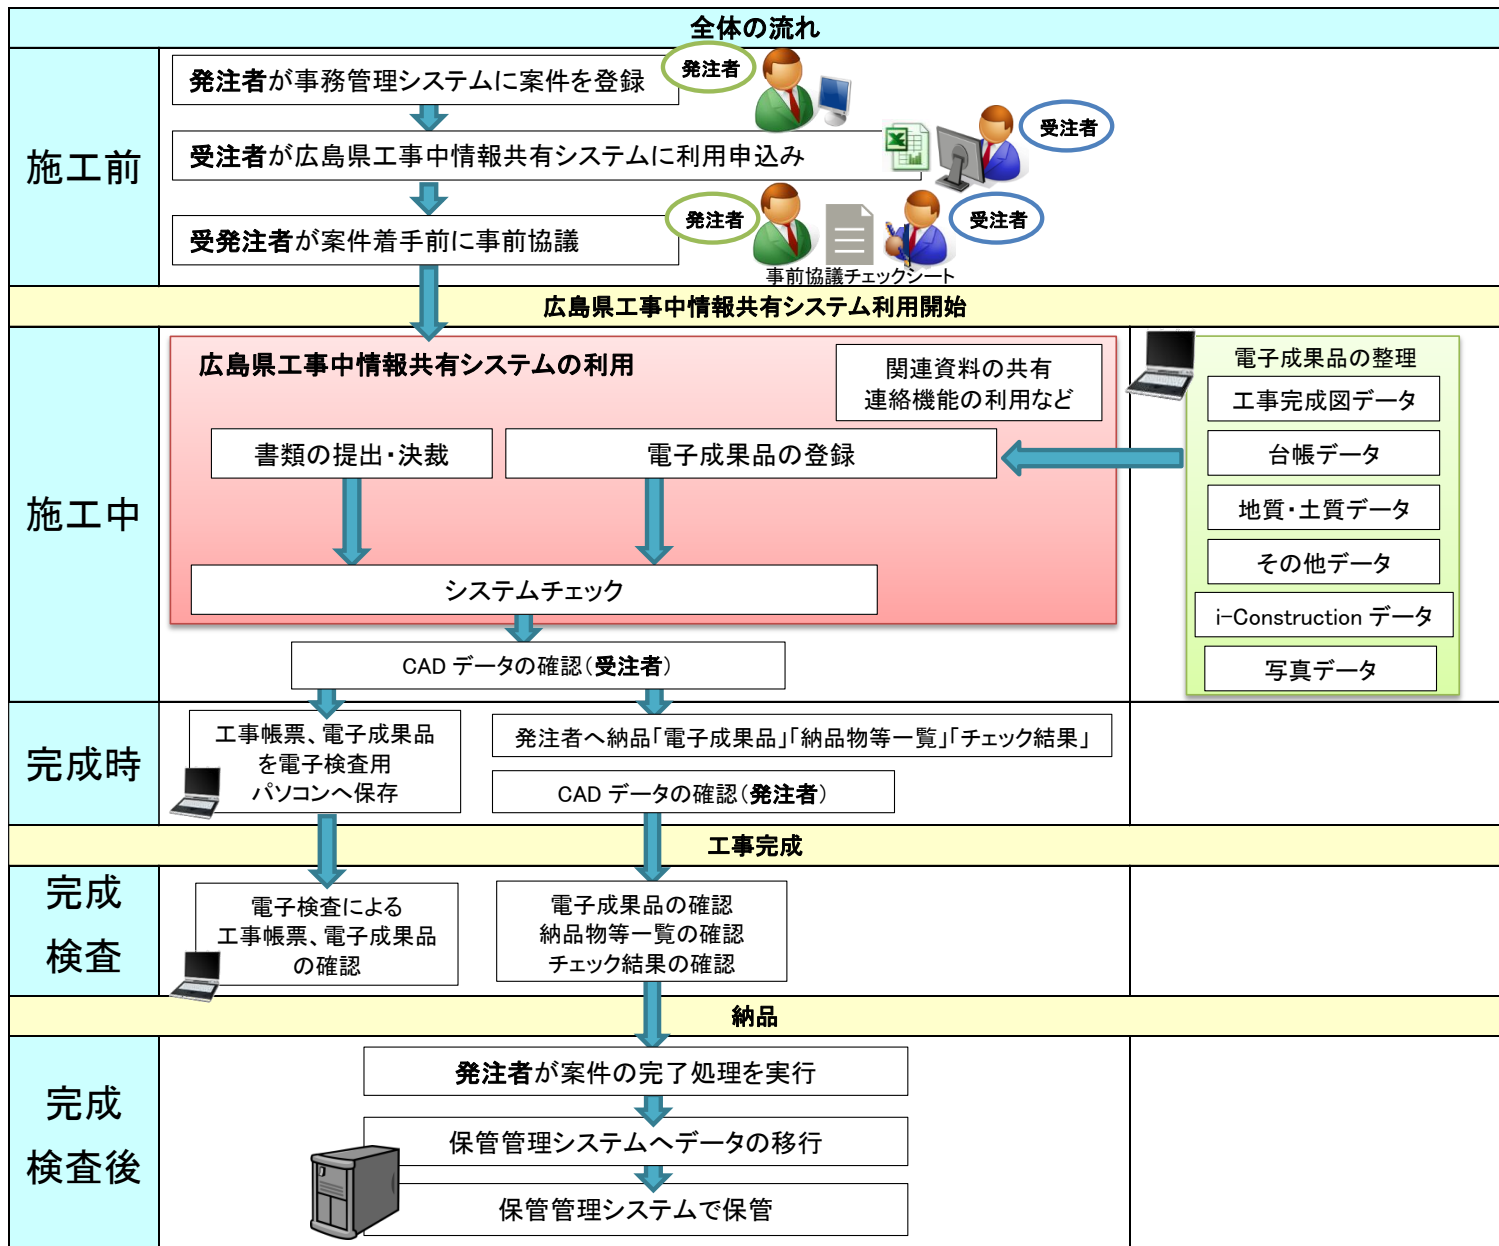 全体の流れ
施工前
発注者が事務管理システムに案件を登録
発注者
受注者が広島県工事中情報共有システムに利用申込み
受注者
受発注者が案件着手前に事前協議
発注者
受注者
事前協議チェックシート
広島県工事中情報共有システム利用開始
施工中
広島県工事中情報共有システムの利用
関連資料の共有
連絡機能の利用など
書類の提出・決裁
電子成果品の登録
システムチェック
CAD データの確認(受注者)
電子成果品の整理
工事完成図データ
台帳データ
地質・土質データ
その他データ
i-Construction データ
写真データ
完成時
工事帳票、電子成果品
を電子検査用
パソコンへ保存
発注者へ納品「電子成果品」「納品物等一覧」「チェック結果」
CAD データの確認(発注者)
工事完成
完成
検査
電子検査による
工事帳票、電子成果品
の確認
電子成果品の確認
納品物等一覧の確認
チェック結果の確認
納品
完成
検査後
発注者が案件の完了処理を実行
保管管理システムへデータの移行
保管管理システムで保管